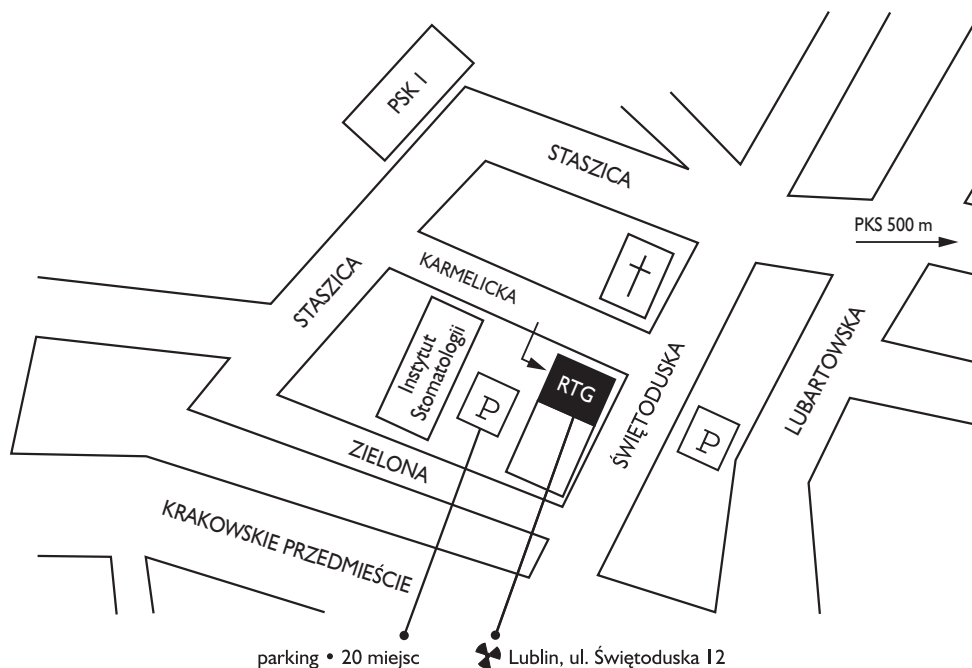 PSK I
STASZICA
PKS 500 m
KARMELICKA
STASZICA
Instytut
Stomatologii
RTG
P
P
ŚWIĘTODUSKA
LUBARTOWSKA
ZIELONA
KRAKOWSKIE PRZEDMIEŚCIE
parking • 20 miejsc
Lublin, ul. Świętoduska 12